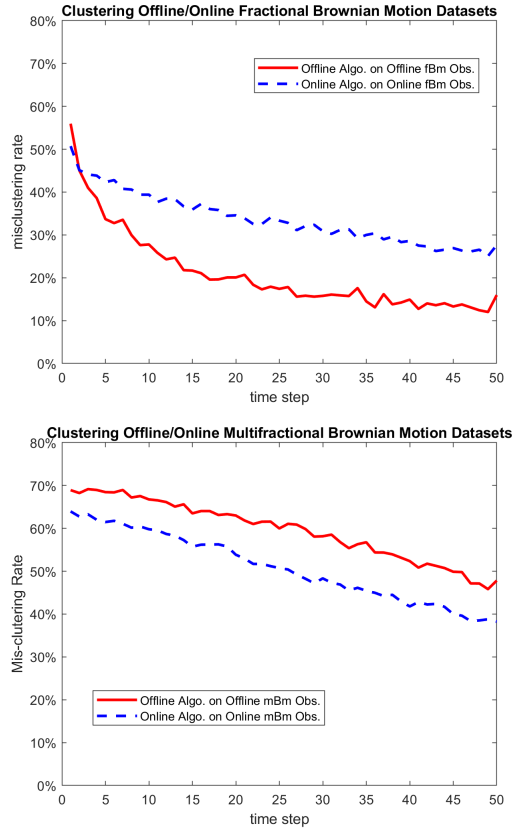 Clustering Offline/Online Fractional Brownian Motion Datasets
80%
70%
60%
50%
40%
30%
20%
10%
0%
misclustering rate
Offline Algo. on Offline fBm Obs.
Online Algo. on Online fBm Obs.
0 5 10 15 20 25 30 35 40 45 50
time step
Clustering Offline/Online Multifractional Brownian Motion Datasets
80%
70%
60%
50%
40%
30%
20%
10%
0%
Mis-clutering Rate
Offline Algo. on Offline mBm Obs.
Online Algo. on Online mBm Obs.
0 5 10 15 20 25 30 35 40 45 50
time step